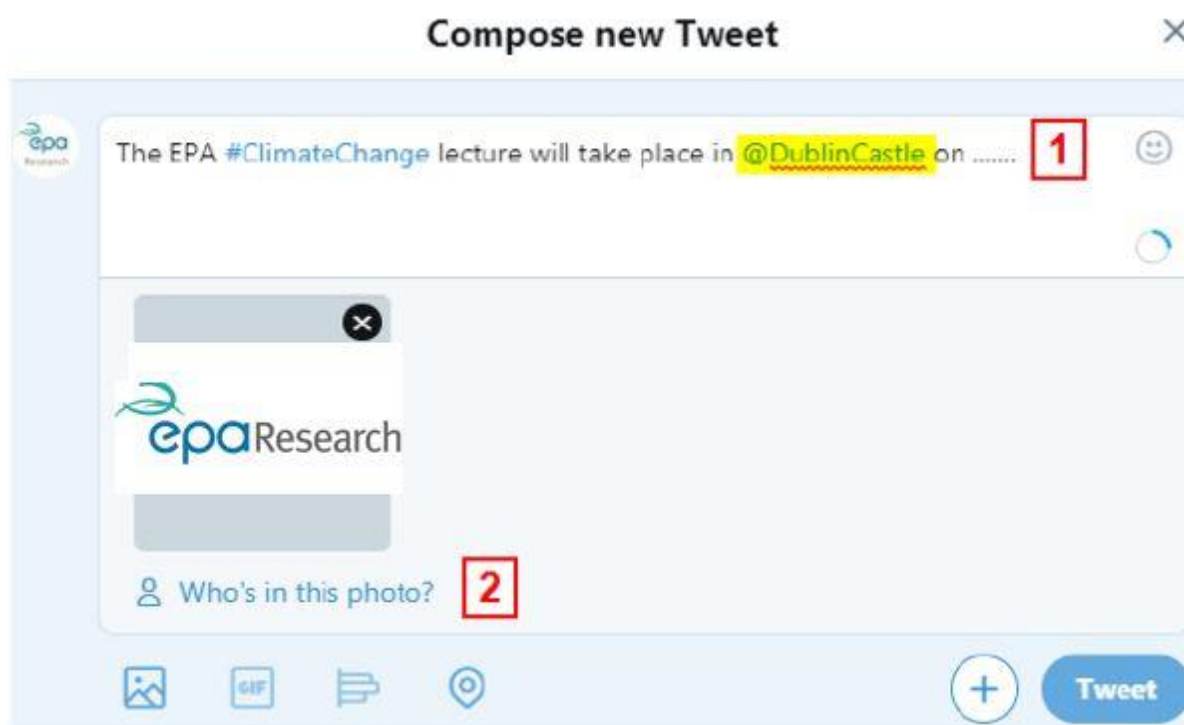 Compose new Tweet
epa
Research
The EPA #ClimateChange lecture will take place in @DublinCastle on ....... 1
epaResearch
Who's in this photo? 2
GIF
Tweet